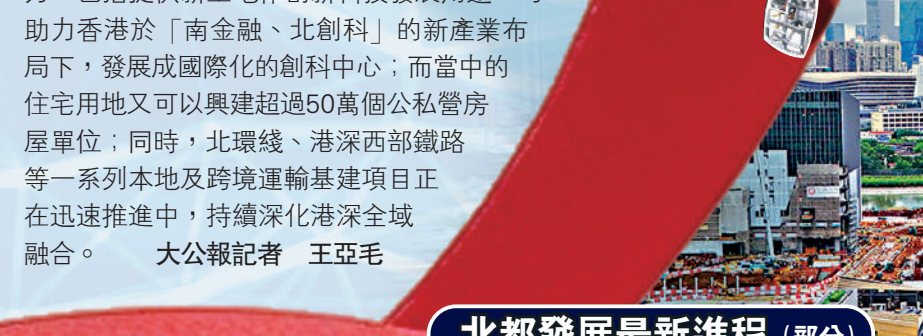 助力香港於「南金融、北創科」的新產業布
局下，發展成國際化的創科中心；而當中的
住宅用地又可以興建超過50萬個公私營房
屋單位；同時，北環綫、港深西部鐵路
等一系列本地及跨境運輸基建項目正
在迅速推進中，持續深化港深全域
融合。 大公報記者 王亞毛
北都發展最新進程（部分）